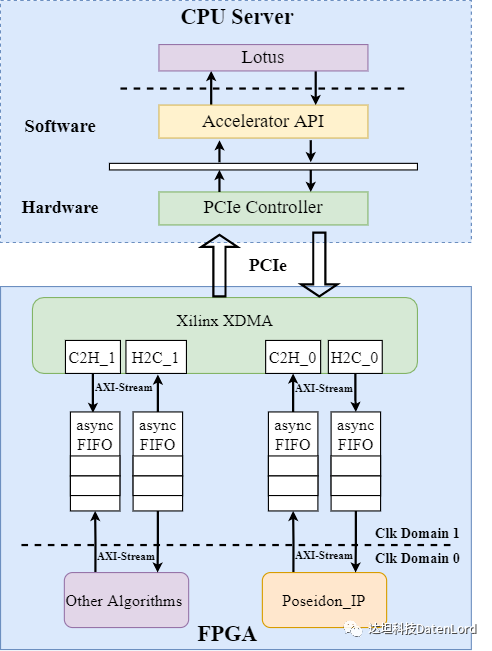 CPU Server
Lotus
Software
Accelerator API
Hardware
PCIe Controller
PCIe
Xilinx XDMA
C2H_1
H2C_1
C2H_0
H2C_0
AXI-Stream
AXI-Stream
async
FIFO
async
FIFO
async
FIFO
async
FIFO
Clk Domain 1
AXI-Stream
AXI-Stream
Clk Domain 0
Other Algorithms
Poseidon_IP
达坦科技DatenLord
FPGA